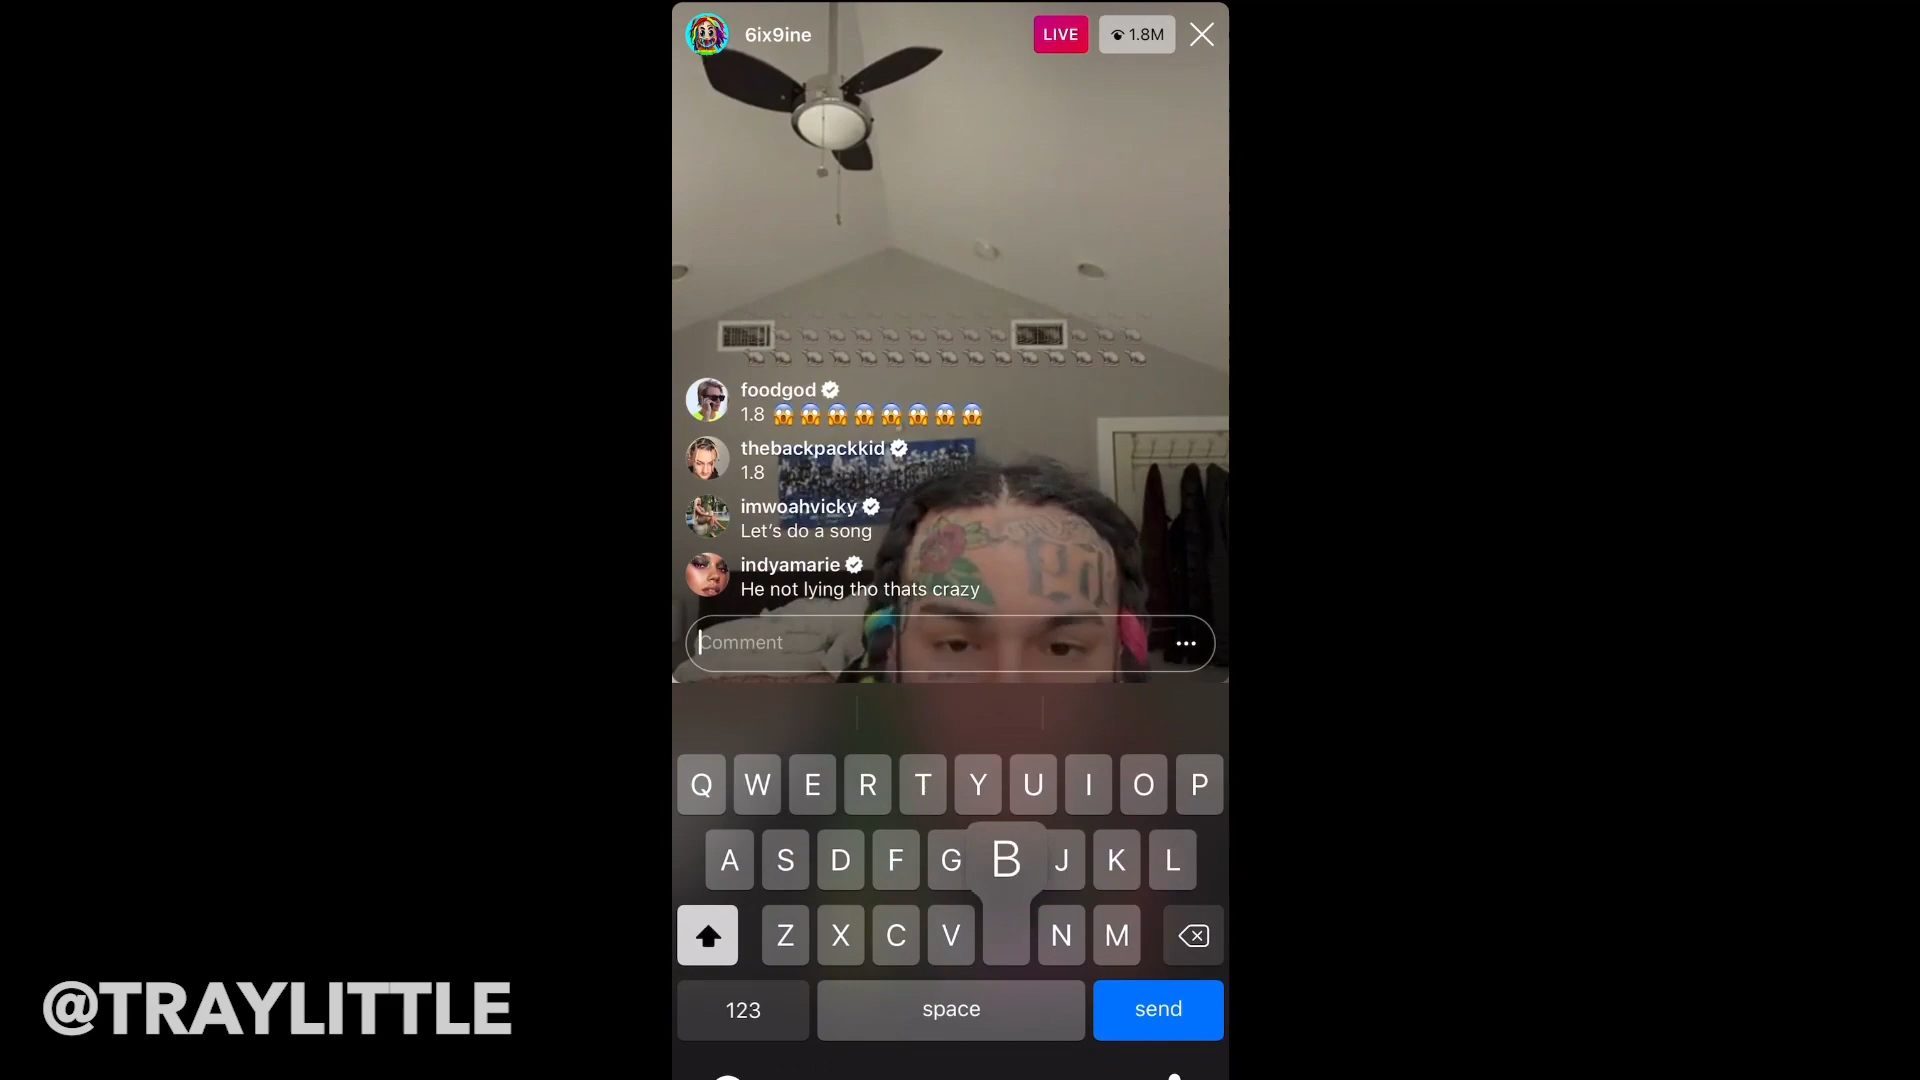 6ix9ine
LIVE
1.8M
foodgod
1.8 😱😱😱😱😱😱😱😱
thebackpackkid
1.8
imwoahvicky
Let’s do a song
indyamarie
He not lying tho thats crazy
Comment
Q W E R T Y U I O P
A S D F G B J K L
Z X C V N M
123 space send
@TRAYLITTLE